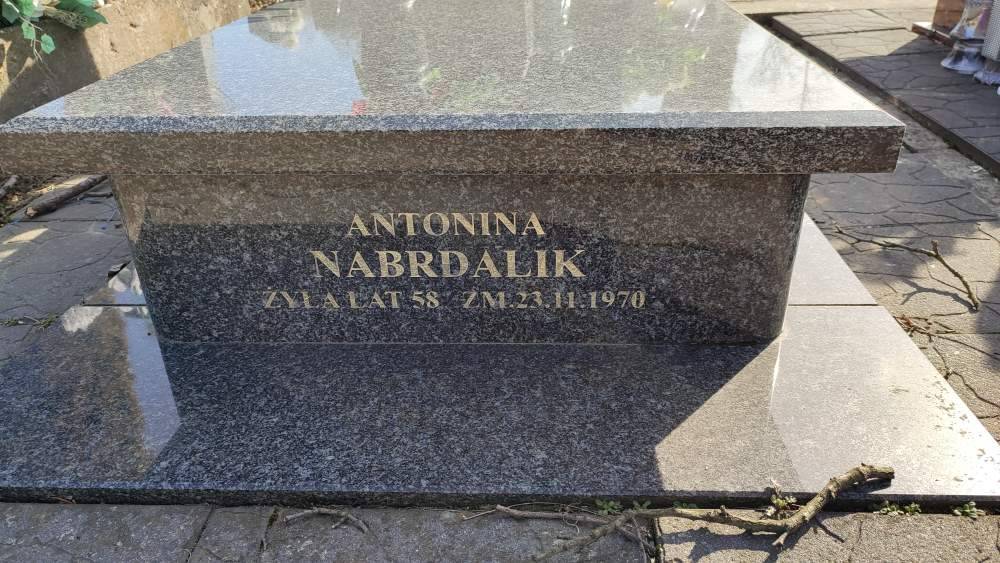 ANTONINA
NABRDALIK
ŻYŁA LAT 58 ZM.23.11.1970